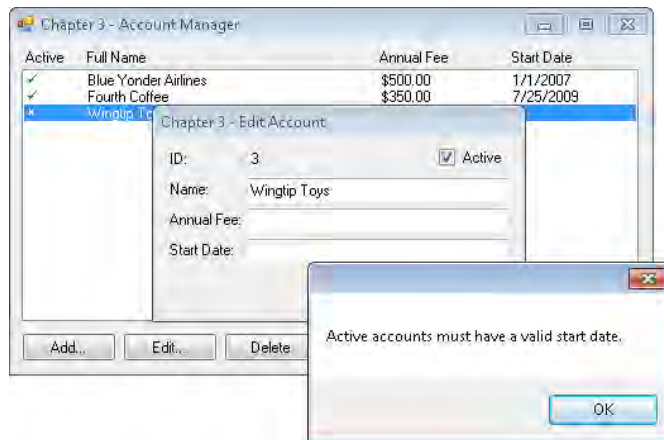 Chapter 3 - Account Manager
Active Full Name Annual Fee Start Date
Blue Yonder Airlines $500.00 1/1/2007
Fourth Coffee $350.00 7/25/2009
Wingtip
Chapter 3 - Edit Account
ID: 3 Active
Name: Wingtip Toys
Annual Fee:
Start Date:
Active accounts must have a valid start date.
Add... Edit... Delete
OK